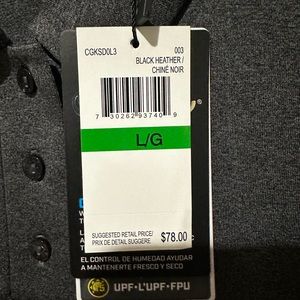 CGKSD0L3 003
BLACK HEATHER /
CHINÉ NOIR
7 30262 93740 9
L/G
SUGGESTED RETAIL PRICE/
PRIX DE DETAIL SUGGERE $78.00
EL CONTROL DE HUMEDAD AYUDAR
A MANTENERTE FRESCO Y SECO
UPF·L'UPF·FPU